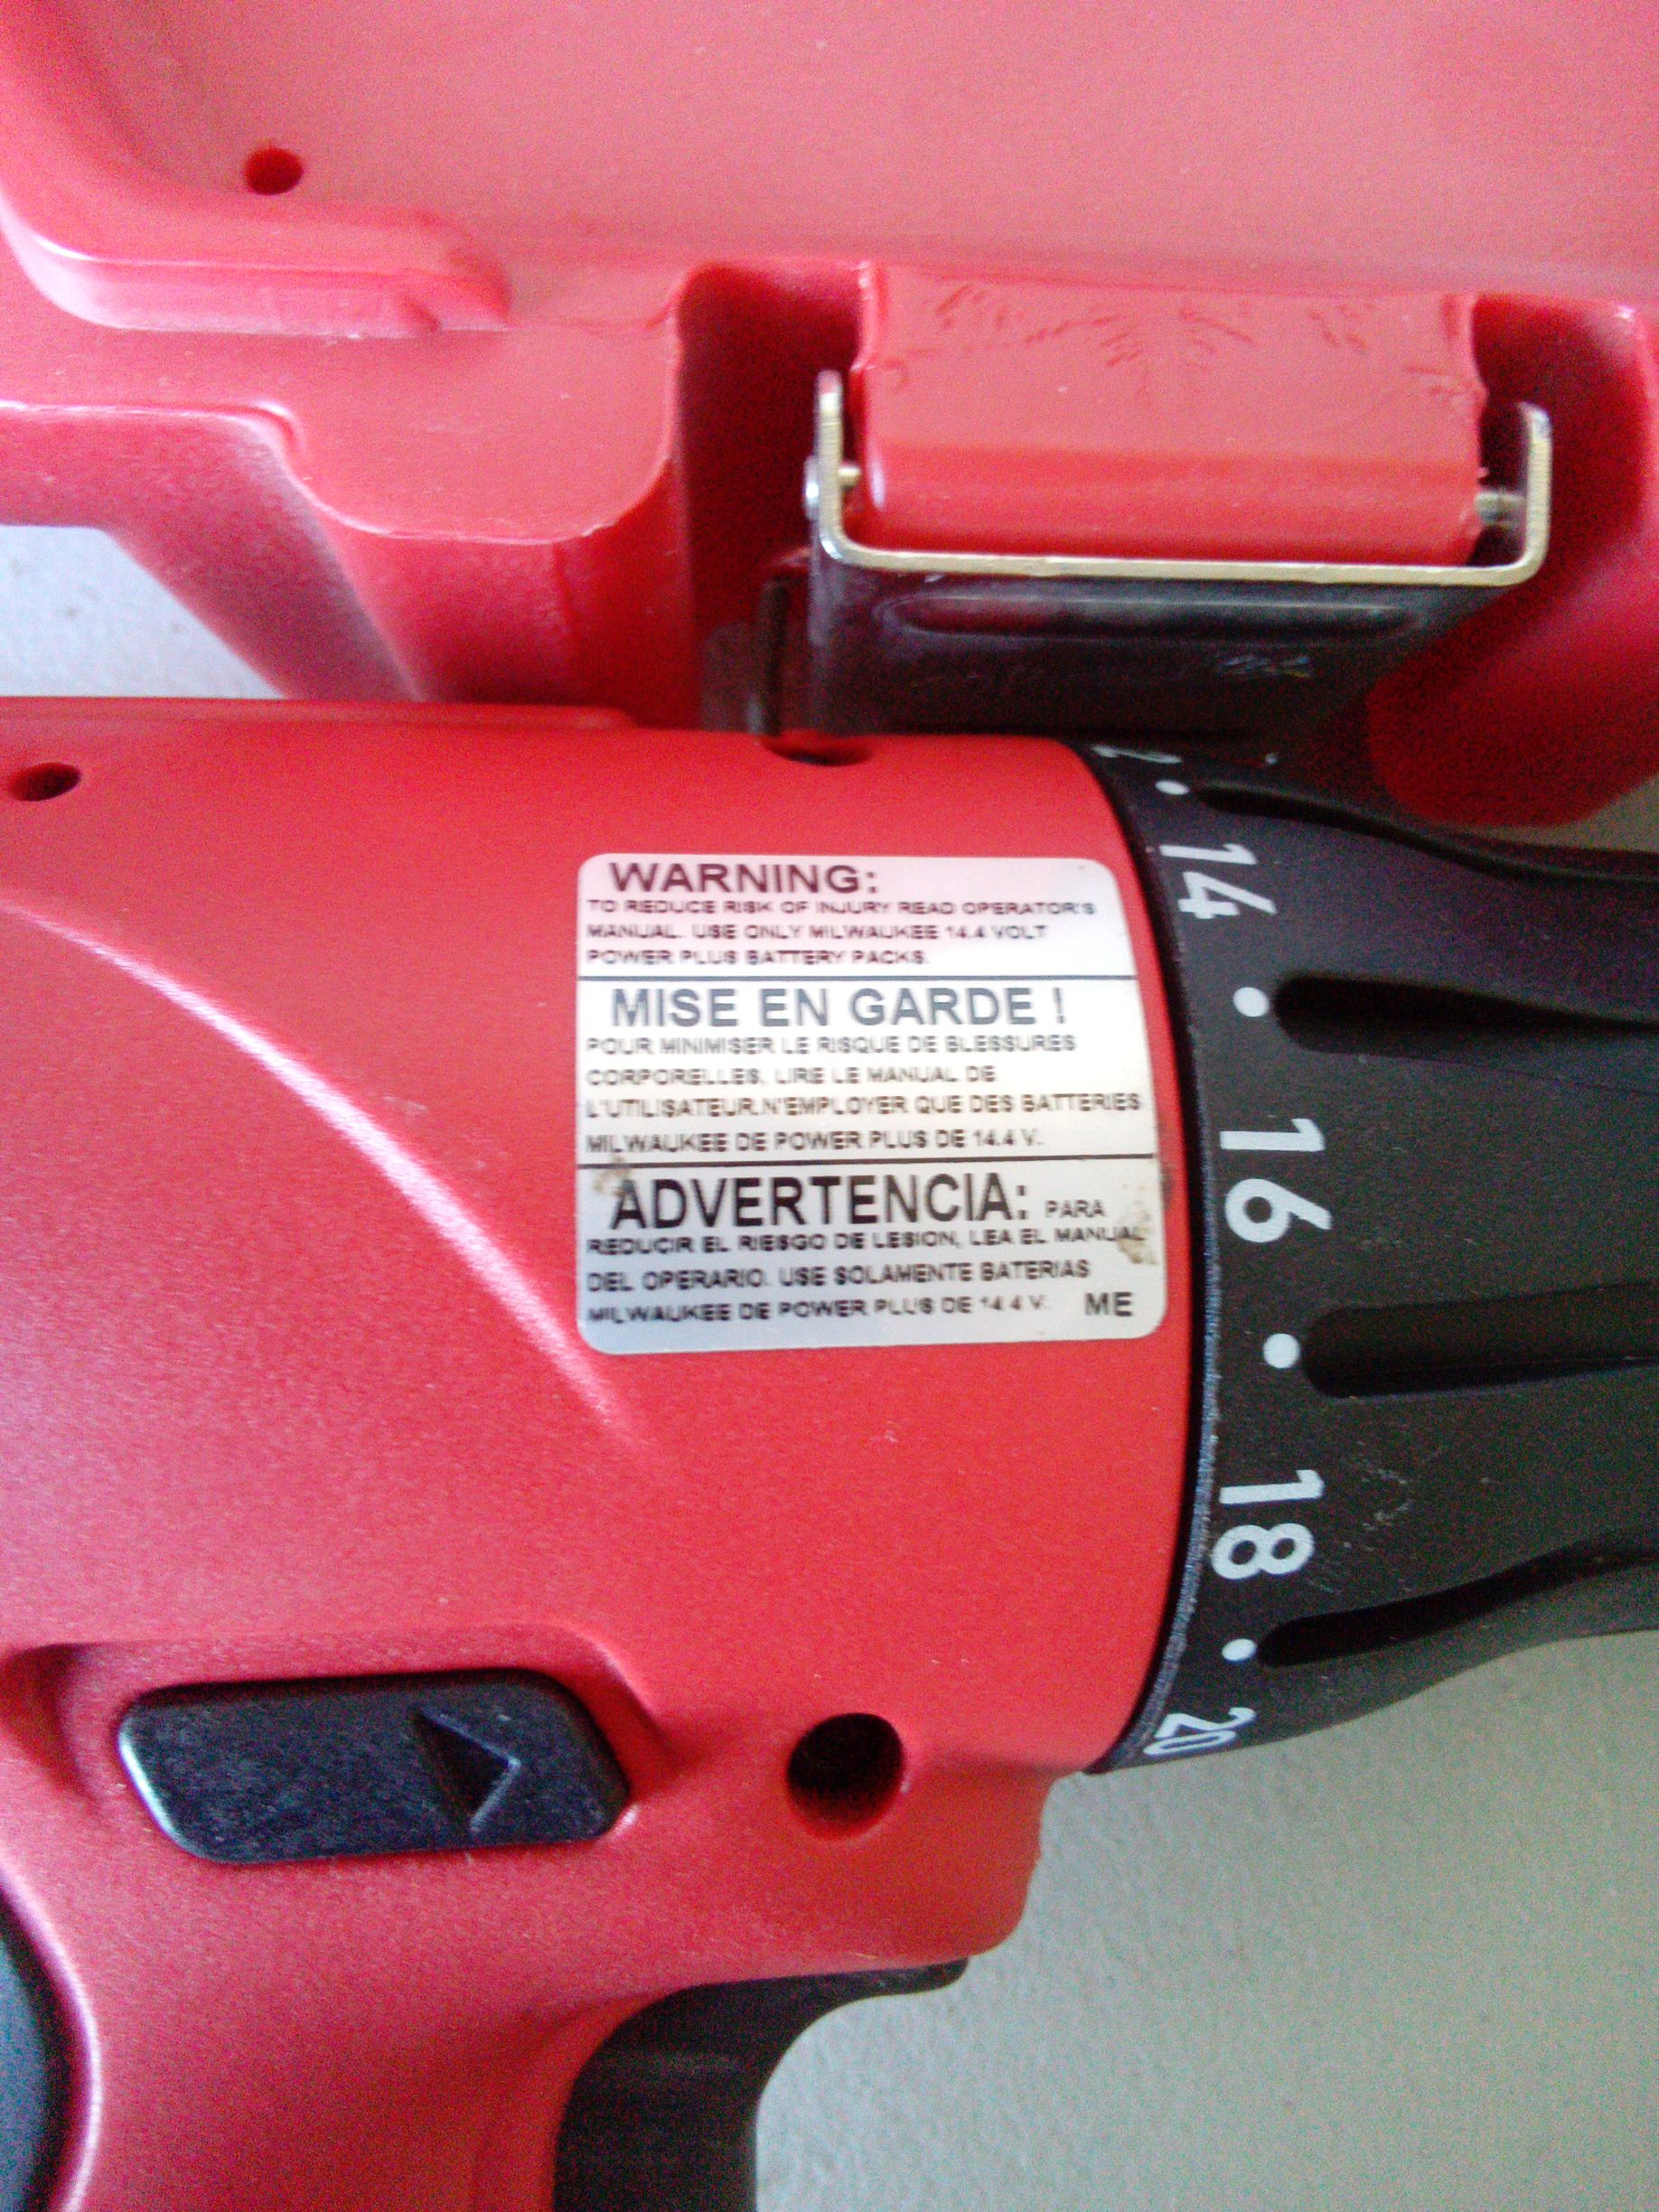 WARNING:
TO REDUCE RISK OF INJURY READ OPERATOR'S
MANUAL. USE ONLY MILWAUKEE 14.4 VOLT
POWER PLUS BATTERY PACKS.
MISE EN GARDE !
POUR MINIMISER LE RISQUE DE BLESSURES
CORPORELLES, LIRE LE MANUAL DE
L'UTILISATEUR.N'EMPLOYER QUE DES BATTERIES
MILWAUKEE DE POWER PLUS DE 14.4 V.
ADVERTENCIA: PARA
REDUCIR EL RIESGO DE LESION, LEA EL MANUAL
DEL OPERARIO. USE SOLAMENTE BATERIAS
MILWAUKEE DE POWER PLUS DE 14.4 V. ME
14
16
18
20